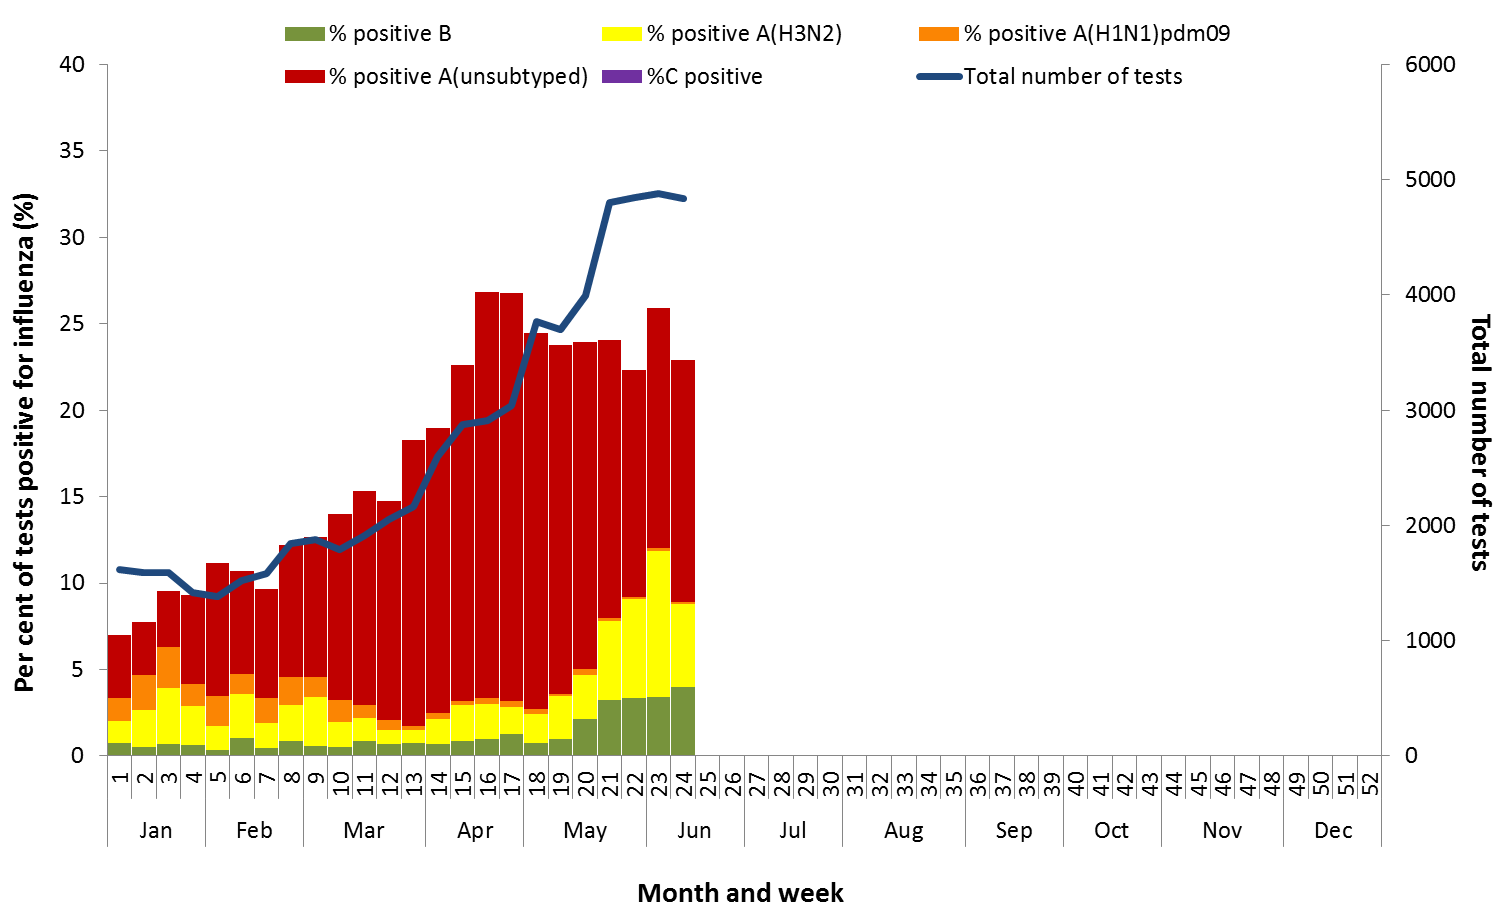 % positive B
% positive A(H3N2)
% positive A(H1N1)pdm09
% positive A(unsubtyped)
%C positive
Total number of tests
Per cent of tests positive for influenza (%)
40
35
30
25
20
15
10
5
0
6000
5000
4000
3000
2000
1000
0
Total number of tests
1 2 3 4 5 6 7 8 9 10 11 12 13 14 15 16 17 18 19 20 21 22 23 24 25 26 27 28 29 30 31 32 33 34 35 36 37 38 39 40 41 42 43 44 45 46 47 48 49 50 51 52
Jan Feb Mar Apr May Jun Jul Aug Sep Oct Nov Dec
Month and week